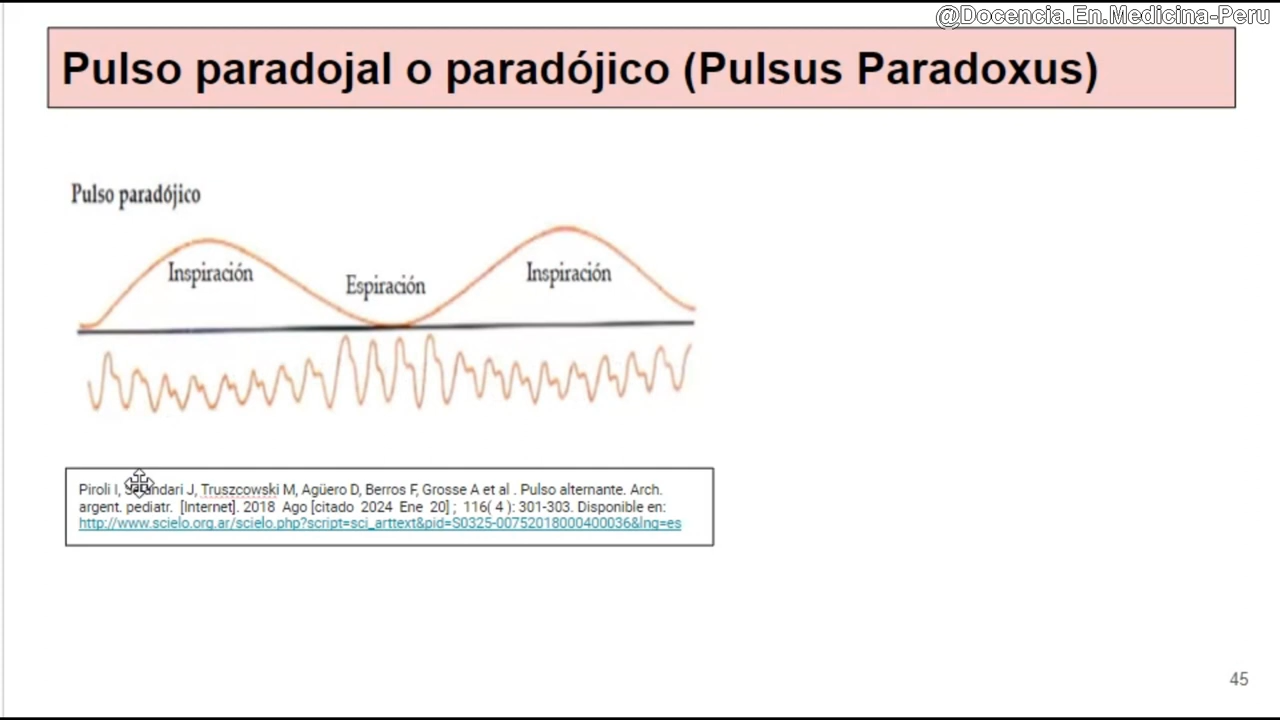 @Docencia.En.Medicina-Peru
Pulso paradojal o paradójico (Pulsus Paradoxus)
Pulso paradójico
Inspiración
Espiración
Inspiración
Piroli I, J, Truszcowski M, Agüero D, Berros F, Grosse A et al . Pulso alternante. Arch.
argent. pediatr. [Internet]. 2018 Ago [citado 2024 Ene 20] ; 116( 4 ): 301-303. Disponible en:
http://www.scielo.org.ar/scielo.php?script=sci_arttext&pid=S0325-00752018000400036&lng=es
45